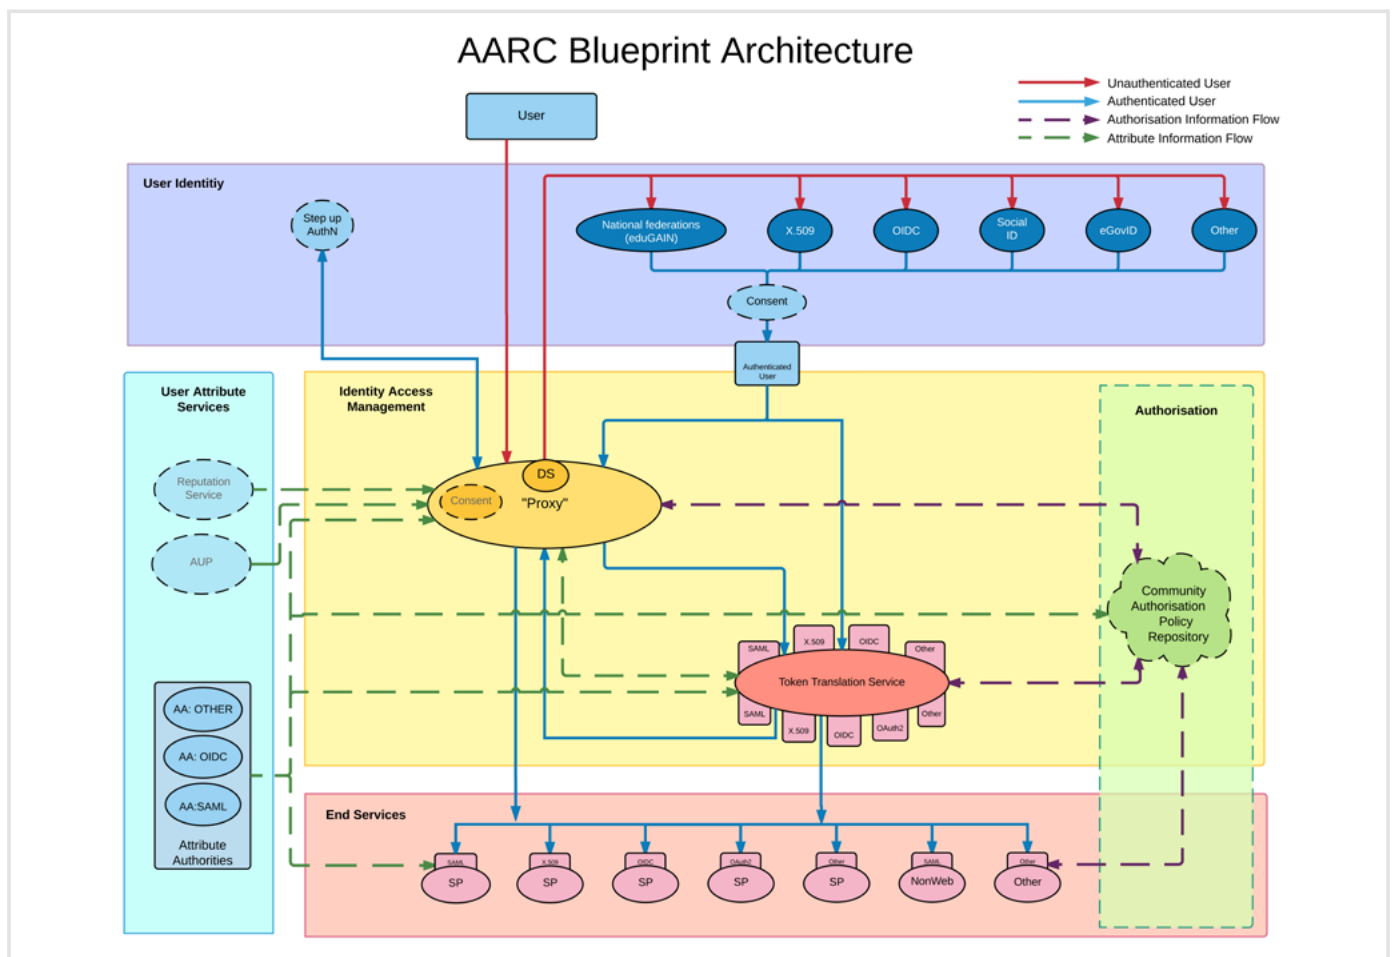 AARC Blueprint Architecture
Unauthenticated User
Authenticated User
Authorisation Information Flow
Attribute Information Flow
User
User Identitiy
Step up
AuthN
National federations
(eduGAIN)
X.509
OIDC
Social
ID
eGovID
Other
Consent
Authenticated
User
User Attribute
Services
Identity Access
Management
Authorisation
Reputation
Service
AUP
DS
Consent
"Proxy"
Community
Authorisation
Policy
Repository
SAML
X.509
OIDC
Other
Token Translation Service
SAML
X.509
OIDC
OAuth2
Other
AA: OTHER
AA: OIDC
AA:SAML
Attribute
Authorities
End Services
SAML
X.509
OIDC
OAuth2
Other
SAML
Other
SP
SP
SP
SP
SP
NonWeb
Other